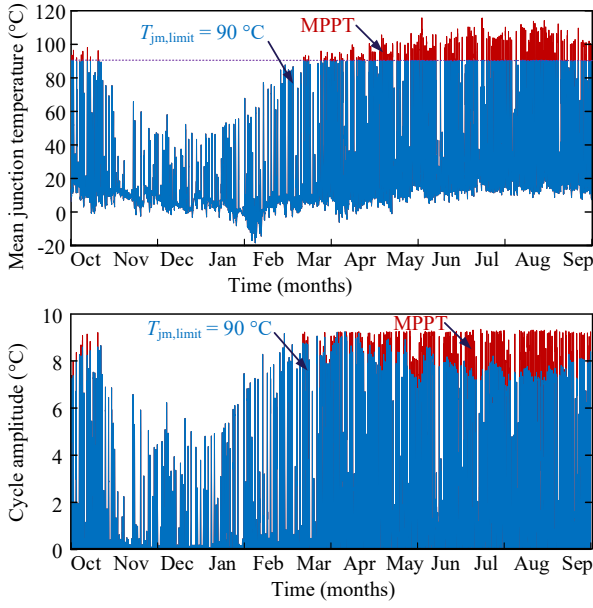 120
100
80
60
40
20
0
-20
Mean junction temperature (°C)
Tjm,limit = 90 °C
MPPT
Oct Nov Dec Jan Feb Mar Apr May Jun Jul Aug Sep
Time (months)
10
8
6
4
2
0
Cycle amplitude (°C)
Tjm,limit = 90 °C
MPPT
Oct Nov Dec Jan Feb Mar Apr May Jun Jul Aug Sep
Time (months)